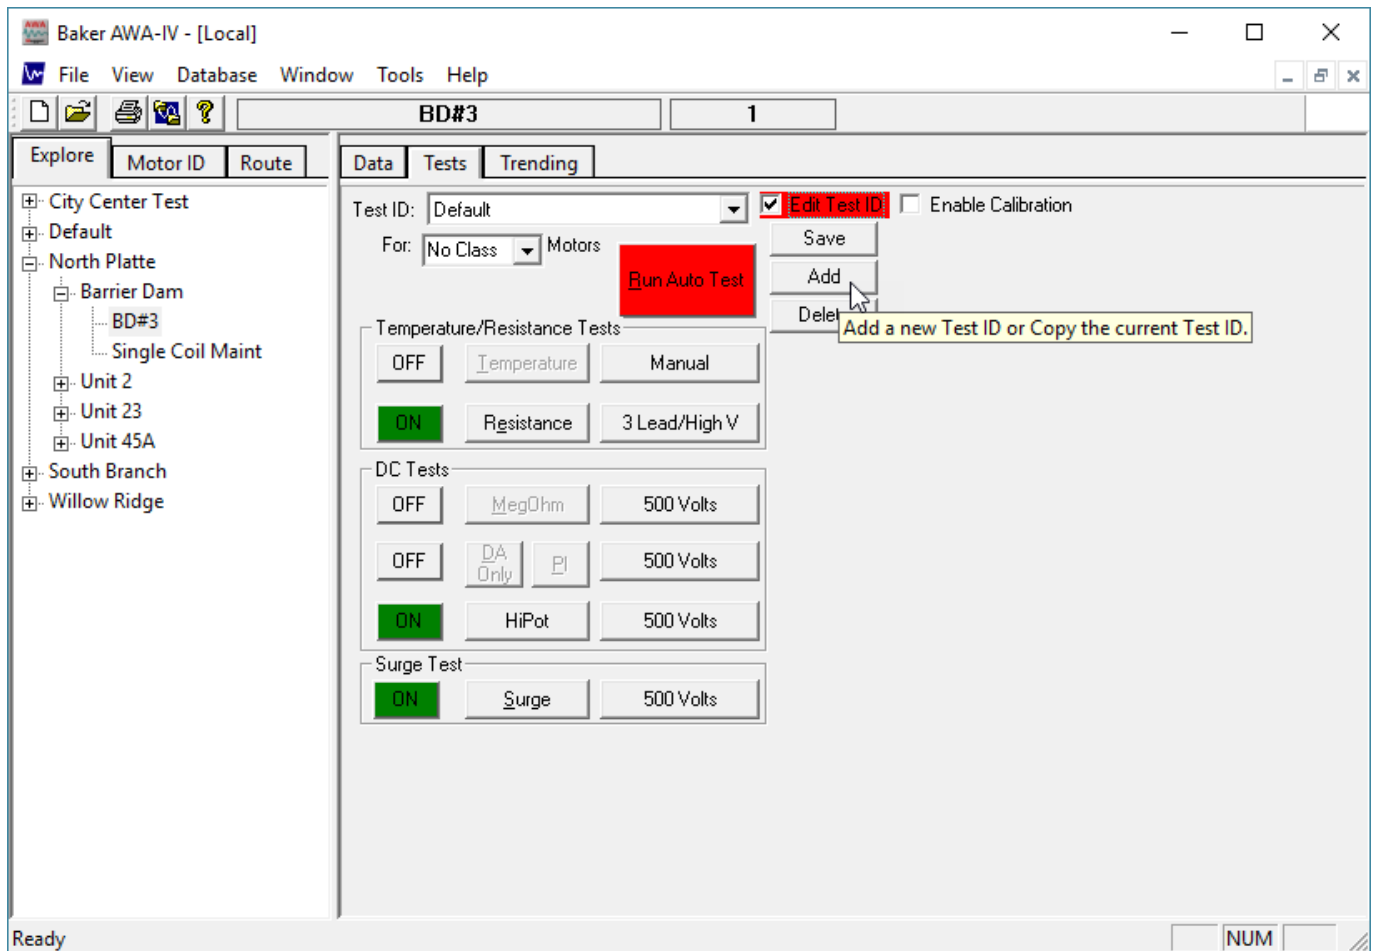 Baker AWA-IV - [Local]
File View Database Window Tools Help
BD#3 1
Explore Motor ID Route
City Center Test
Default
North Platte
Barrier Dam
BD#3
Single Coil Maint
Unit 2
Unit 23
Unit 45A
South Branch
Willow Ridge
Data Tests Trending
Test ID: Default Edit Test ID Enable Calibration
For: No Class Motors
Run Auto Test
Save
Add
Add a new Test ID or Copy the current Test ID.
Temperature/Resistance Tests
OFF Temperature Manual
ON Resistance 3 Lead/High V
DC Tests
OFF MegOhm 500 Volts
OFF DA Only PI 500 Volts
ON HiPot 500 Volts
Surge Test
ON Surge 500 Volts
Ready NUM